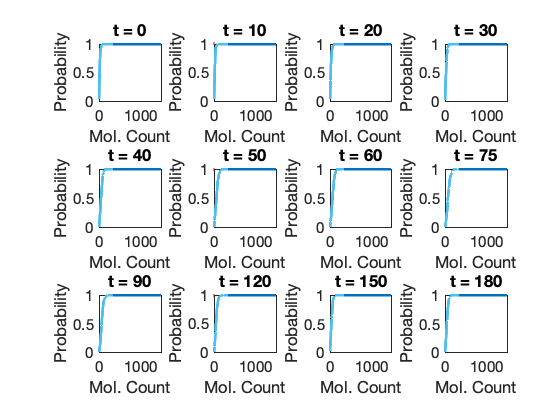 t = 0 t = 10 t = 20 t = 30
Probability Probability Probability Probability
1 1 1 1
0.5 0.5 0.5 0.5
0 0 0 0
0 1000 0 1000 0 1000 0 1000
Mol. Count Mol. Count Mol. Count Mol. Count
t = 40 t = 50 t = 60 t = 75
Probability Probability Probability Probability
1 1 1 1
0.5 0.5 0.5 0.5
0 0 0 0
0 1000 0 1000 0 1000 0 1000
Mol. Count Mol. Count Mol. Count Mol. Count
t = 90 t = 120 t = 150 t = 180
Probability Probability Probability Probability
1 1 1 1
0.5 0.5 0.5 0.5
0 0 0 0
0 1000 0 1000 0 1000 0 1000
Mol. Count Mol. Count Mol. Count Mol. Count